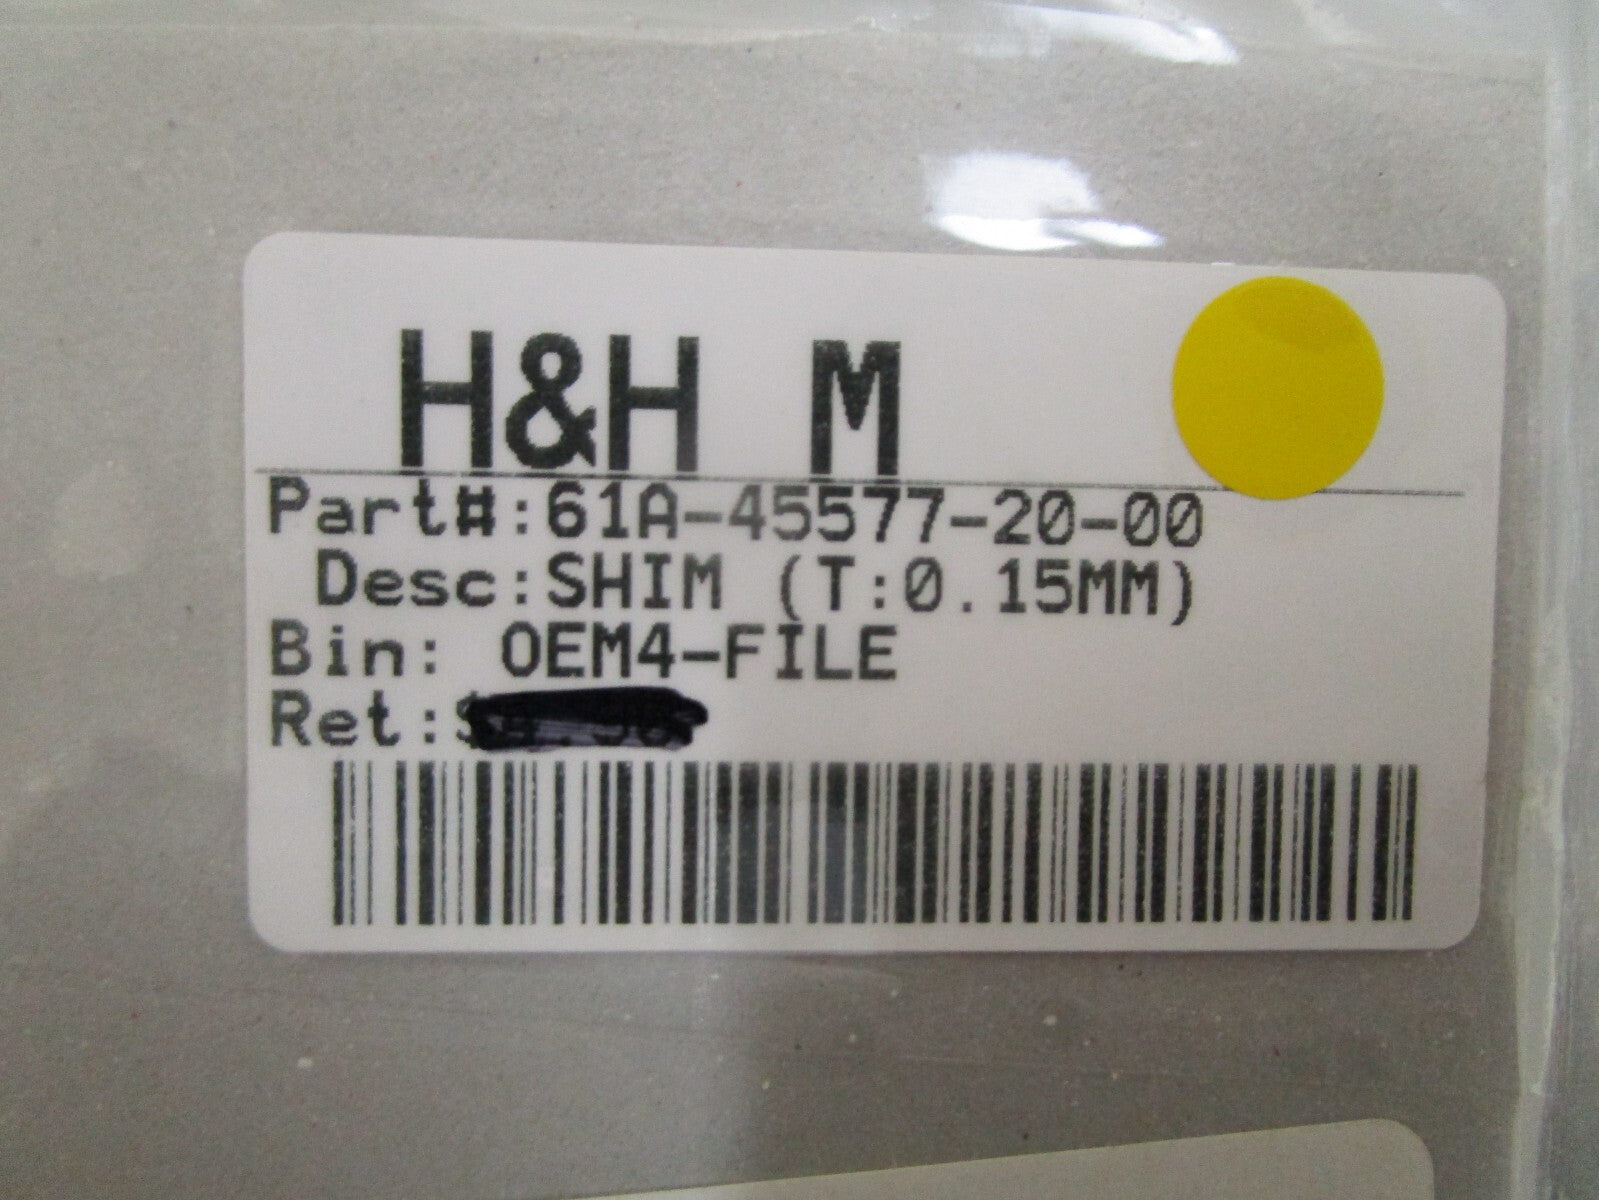 H&H M
Part#:61A-45577-20-00
Desc:SHIM (T:0.15MM)
Bin: OEM4-FILE
Ret:$